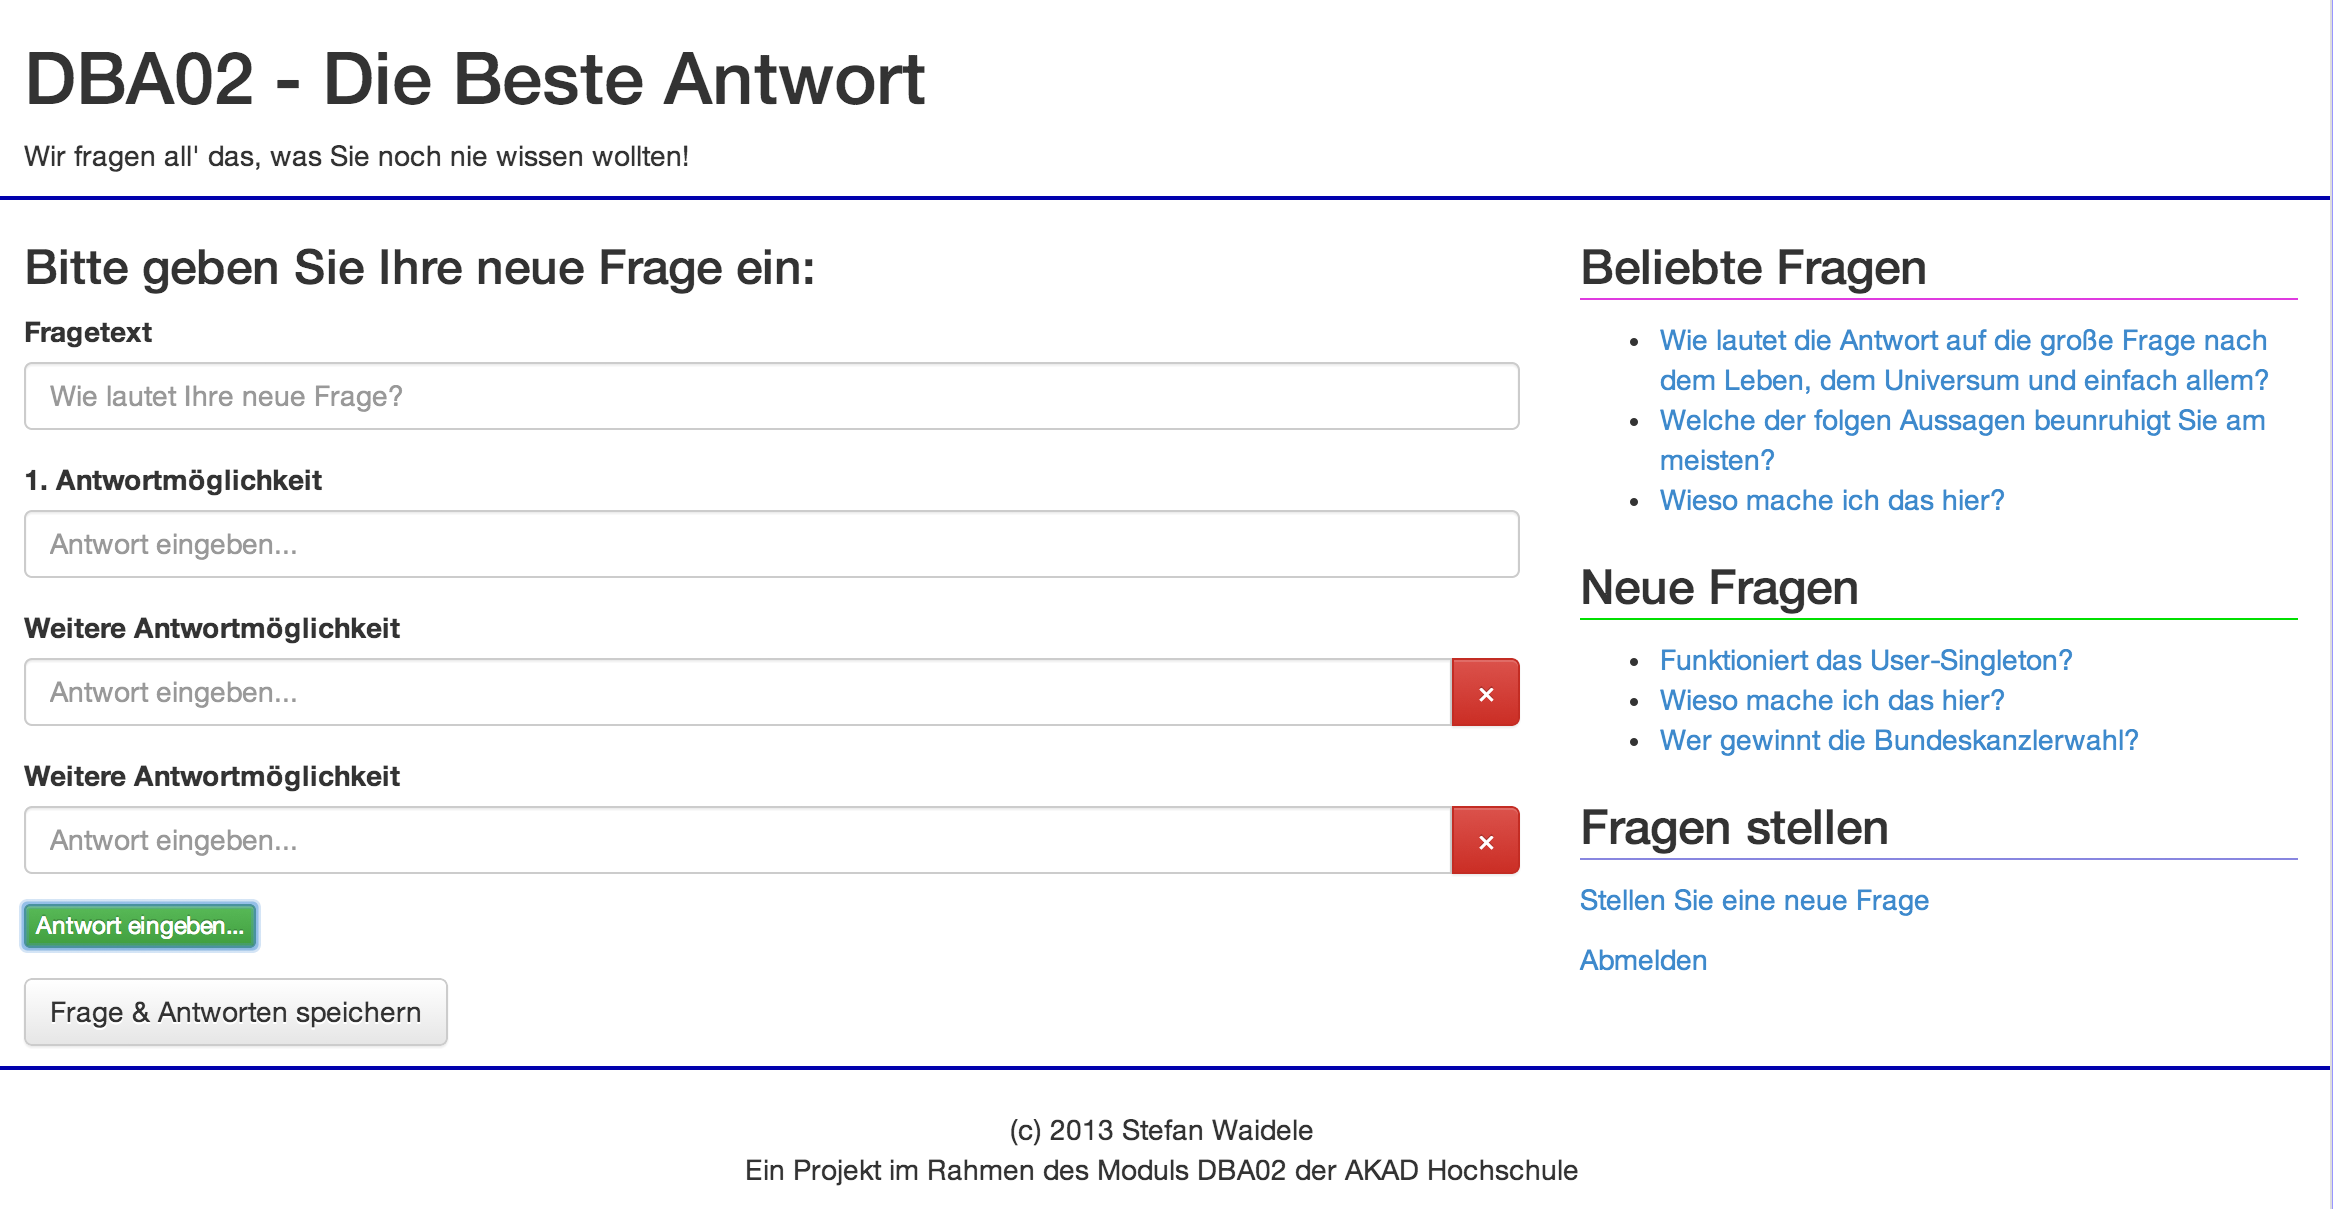 DBA02 - Die Beste Antwort
Wir fragen all' das, was Sie noch nie wissen wollten!
Bitte geben Sie Ihre neue Frage ein:
Fragetext
Wie lautet Ihre neue Frage?
1. Antwortmöglichkeit
Antwort eingeben...
Weitere Antwortmöglichkeit
Antwort eingeben...
×
Weitere Antwortmöglichkeit
Antwort eingeben...
×
Antwort eingeben...
Frage & Antworten speichern
Beliebte Fragen
• Wie lautet die Antwort auf die große Frage nach
dem Leben, dem Universum und einfach allem?
• Welche der folgen Aussagen beunruhigt Sie am
meisten?
• Wieso mache ich das hier?
Neue Fragen
• Funktioniert das User-Singleton?
• Wieso mache ich das hier?
• Wer gewinnt die Bundeskanzlerwahl?
Fragen stellen
Stellen Sie eine neue Frage
Abmelden
(c) 2013 Stefan Waidele
Ein Projekt im Rahmen des Moduls DBA02 der AKAD Hochschule